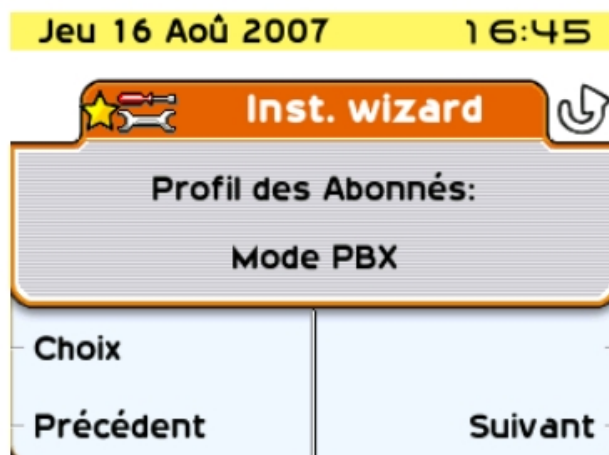 Jeu 16 Aoû 2007 16:45
Inst. wizard
Profil des Abonnés:
Mode PBX
Choix
Précédent Suivant